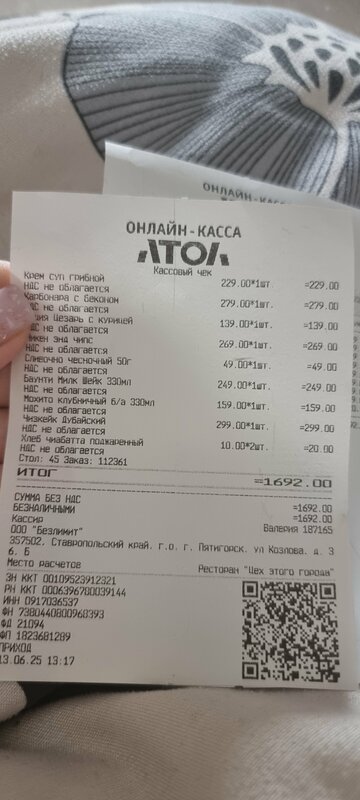 ОНЛАЙН-КАССА
ОНЛАЙН-КАССА
АТОЛ
Кассовый чек
Крем суп грибной
229.00*1шт. =229.00
НДС не облагается
Карбонара с беконом
279.00*1шт. =279.00
НДС не облагается
Цезарь с курицей
139.00*1шт. =139.00
НДС не облагается
энд чипс
269.00*1шт. =269.00
НДС не облагается
Сливочно чесночный 50г
49.00*1шт. =49.00
НДС не облагается
Баунти Милк Шейк 330мл
249.00*1шт. =249.00
НДС не облагается
Мохито клубничный б/а 330мл
159.00*1шт. =159.00
НДС не облагается
Чизкейк Дубайский
299.00*1шт. =299.00
НДС не облагается
Хлеб чиабатта поджаренный
10.00*2шт. =20.00
НДС не облагается
Стол: 45 Заказ: 112361
ИТОГ =1692.00
СУММА БЕЗ НДС =1692.00
БЕЗНАЛИЧНЫМИ =1692.00
Кассир Валерия 187165
ООО "Безлимит"
357502, Ставропольский край, г.о. г. Пятигорск, ул Козлова, д. 3
6, Б
Место расчетов Ресторан "Цех этого города"
ЗН ККТ 00109523912321
РН ККТ 0006396700039144
ИНН 0917036537
ФН 7380440800968393
ФД 21094
ФП 1823681289
ПРИХОД
13.06.25 13:17